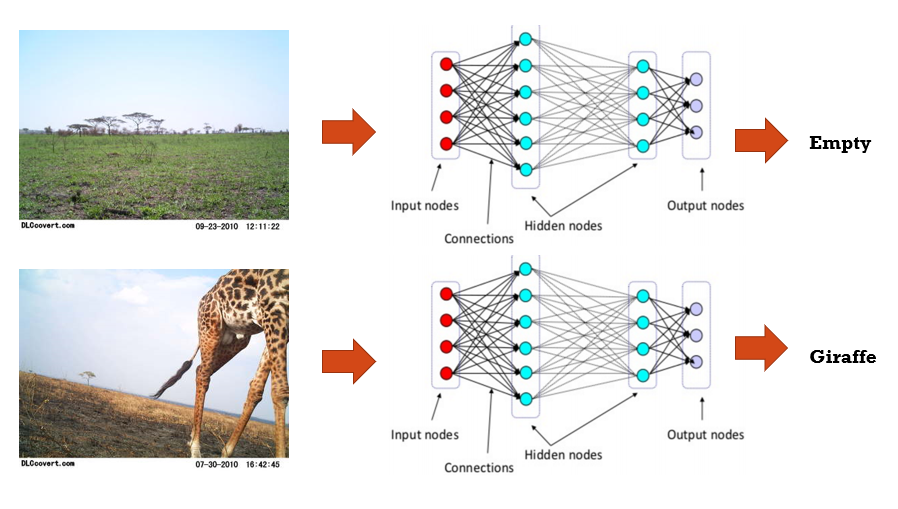 DLCcovert.com 09-23-2010 12:11:22
Input nodes
Connections
Hidden nodes
Output nodes
Empty
DLCcovert.com 07-30-2010 16:42:45
Input nodes
Connections
Hidden nodes
Output nodes
Giraffe